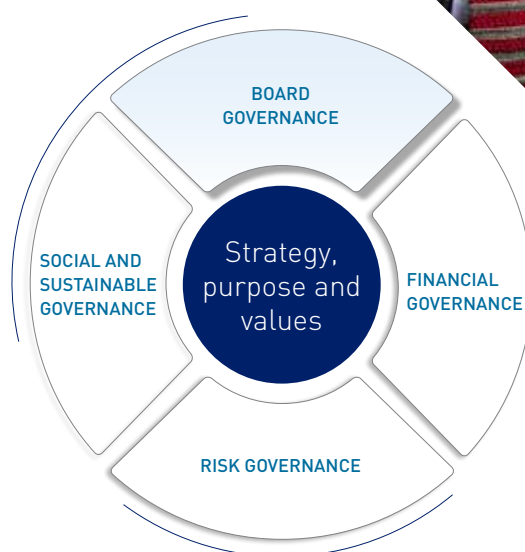 BOARD
GOVERNANCE
Strategy,
purpose and
values
SOCIAL AND
SUSTAINABLE
GOVERNANCE
FINANCIAL
GOVERNANCE
RISK GOVERNANCE